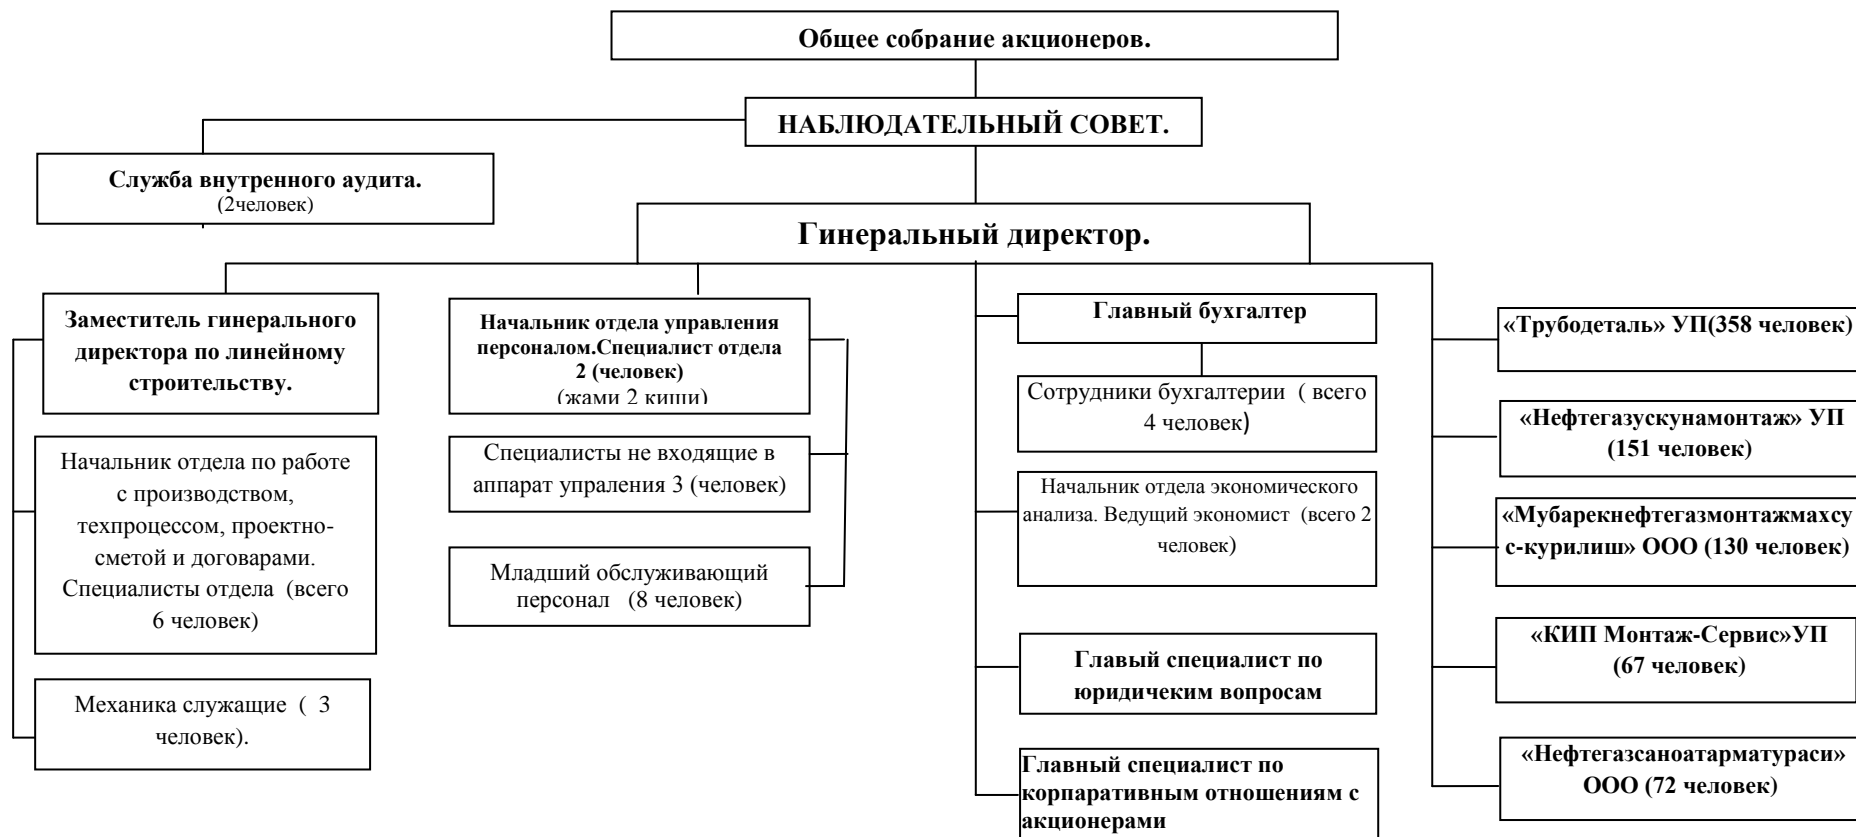 Общее собрание акционеров.
НАБЛЮДАТЕЛЬНЫЙ СОВЕТ.
Служба внутренного аудита.
(2человек)
Гинеральный директор.
Заместитель гинерального
директора по линейному
строительству.
Начальник отдела по работе
с производством,
техпроцессом, проектно-
сметой и договарами.
Специалисты отдела (всего
6 человек)
Механика служащие ( 3
человек).
Начальник отдела управления
персоналом.Специалист отдела
2 (человек)
(жами 2 киши)
Специалисты не входящие в
аппарат упраления 3 (человек)
Младший обслуживающий
персонал (8 человек)
Главный бухгалтер
Сотрудники бухгалтерии ( всего
4 человек)
Начальник отдела экономического
анализа. Ведущий экономист (всего 2
человек)
Главый специалист по
юридичеким вопросам
Главный специалист по
корпаративным отношениям с
акционерами
«Трубодеталь» УП(358 человек)
«Нефтегазускунамонтаж» УП
(151 человек)
«Мубарекнефтегазмонтажмахсу
с-курилиш» ООО (130 человек)
«КИП Монтаж-Сервис»УП
(67 человек)
«Нефтегазсаноатарматураси»
ООО (72 человек)